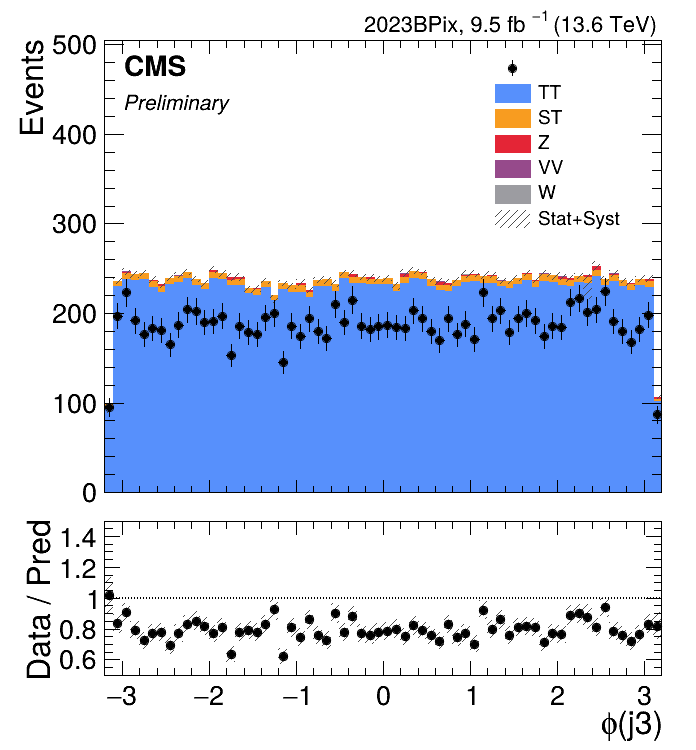 2023BPix, 9.5 fb⁻¹ (13.6 TeV)
CMS
Preliminary
TT
ST
Z
VV
W
Stat+Syst
Events
500
400
300
200
100
0
Data / Pred
1.4
1.2
1
0.8
0.6
−3 −2 −1 0 1 2 3
ϕ(j3)